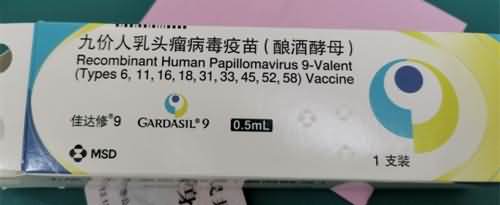 九价人乳头瘤病毒疫苗(酿酒酵母)
Recombinant Human Papillomavirus 9-Valent
(Types 6, 11, 16, 18, 31, 33, 45, 52, 58) Vaccine
佳达修®9
GARDASIL®9
0.5mL
MSD
1支装